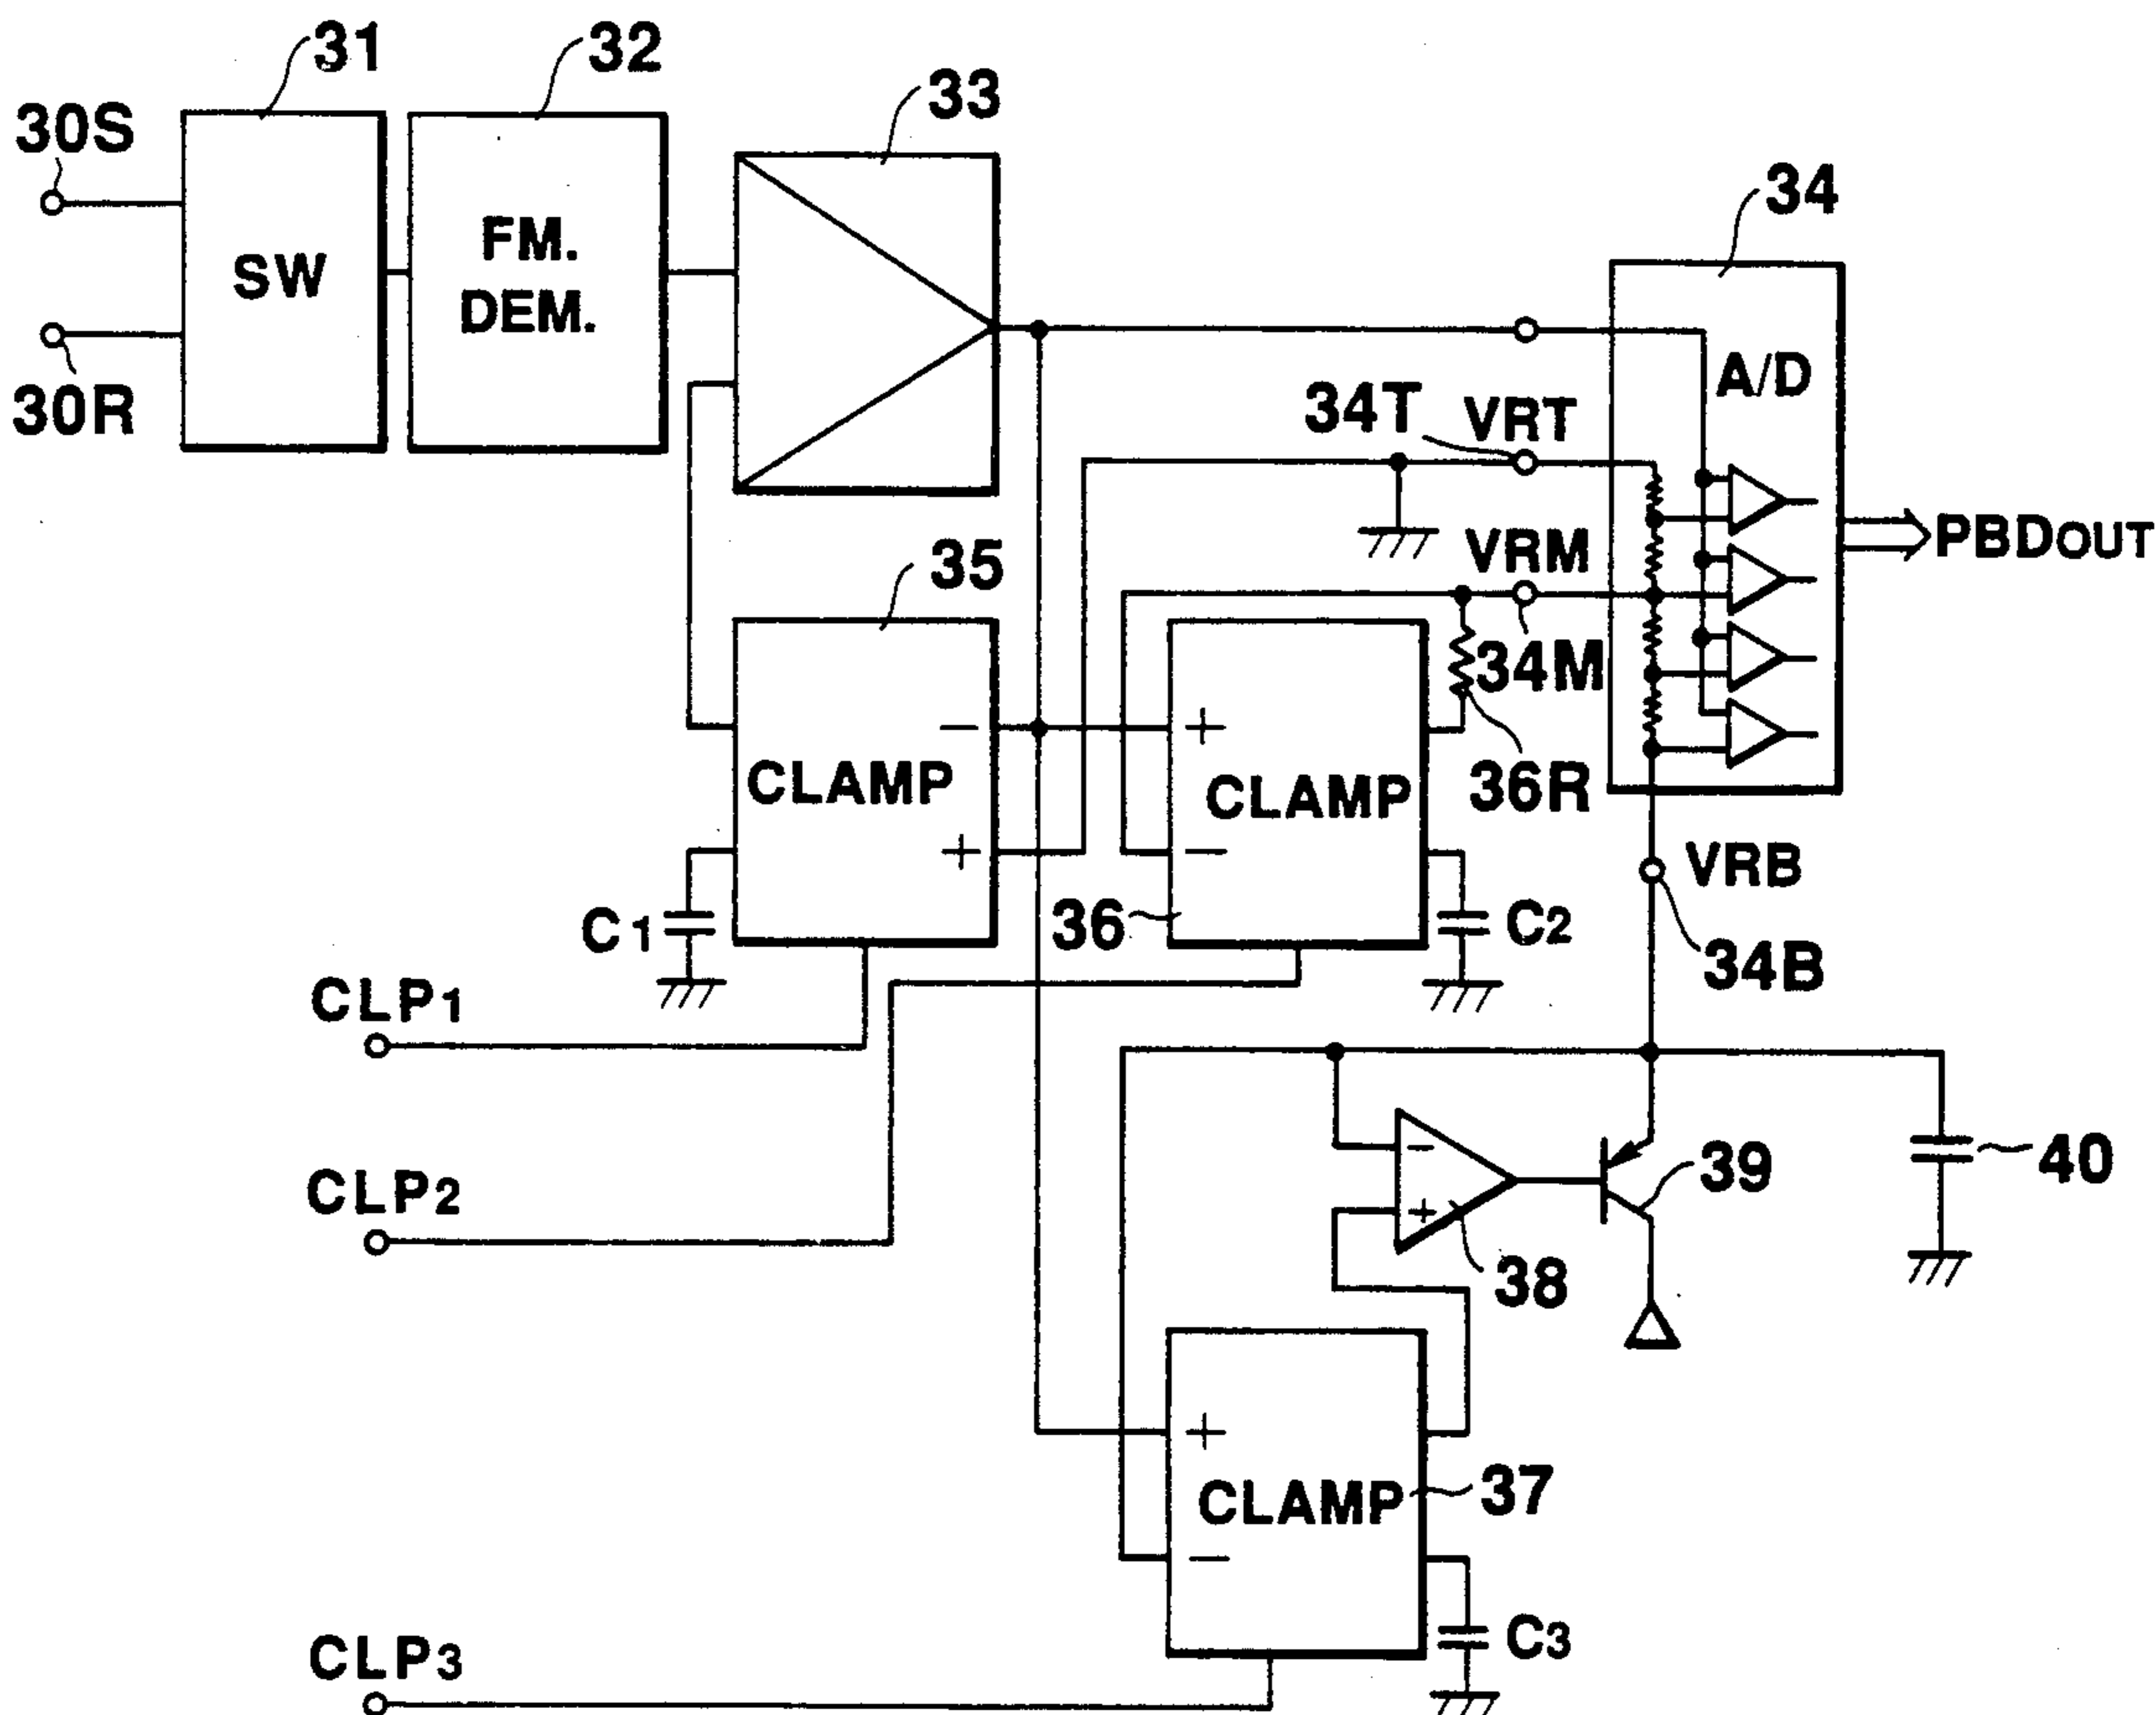 31
32
33
30S
34
SW
FM.
DEM.
30R
A/D
34T
VRT
VRM
PBDOUT
35
34M
CLAMP
−
+
CLAMP
+
−
36R
36
VRB
C1
C2
34B
CLP1
−
+
39
40
CLP2
38
+
CLAMP
−
37
C3
CLP3